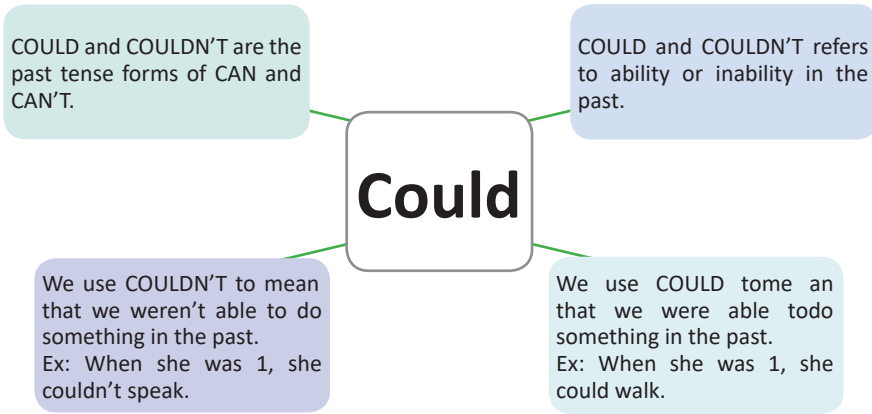 COULD and COULDN’T are the
past tense forms of CAN and
CAN’T.
COULD and COULDN’T refers
to ability or inability in the
past.
Could
We use COULDN’T to mean
that we weren’t able to do
something in the past.
Ex: When she was 1, she
couldn’t speak.
We use COULD tome an
that we were able todo
something in the past.
Ex: When she was 1, she
could walk.